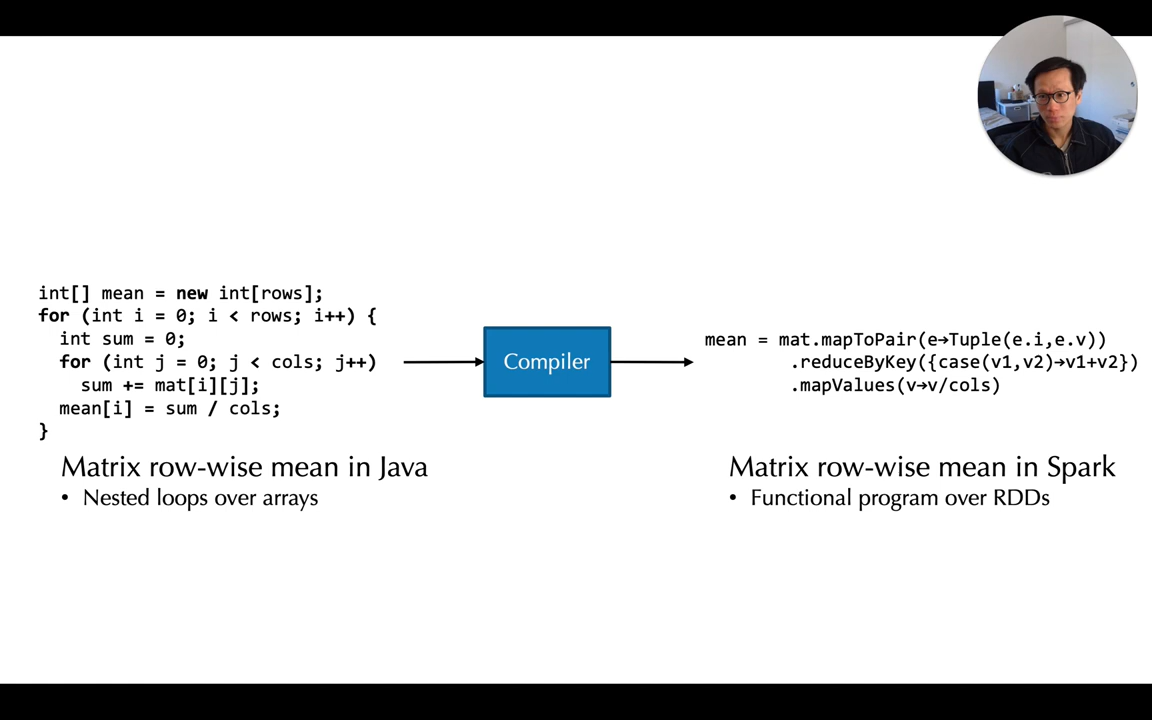 int[] mean = new int[rows];
for (int i = 0; i < rows; i++) {
  int sum = 0;
  for (int j = 0; j < cols; j++)
    sum += mat[i][j];
  mean[i] = sum / cols;
}
Matrix row-wise mean in Java
• Nested loops over arrays
Compiler
mean = mat.mapToPair(e→Tuple(e.i,e.v))
        .reduceByKey({case(v1,v2)→v1+v2})
        .mapValues(v→v/cols)
Matrix row-wise mean in Spark
• Functional program over RDDs